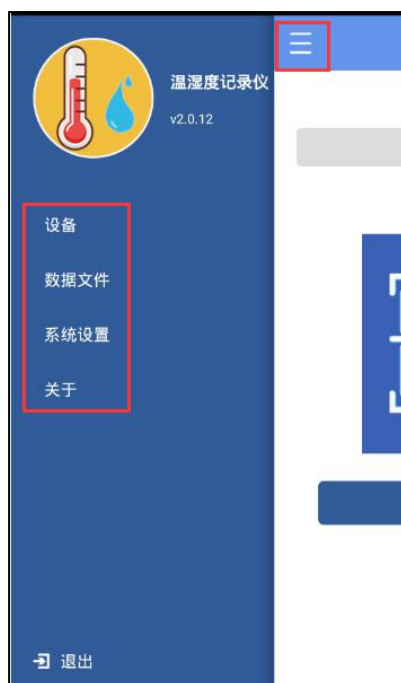 温湿度记录仪
v2.0.12
设备
数据文件
系统设置
关于
退出